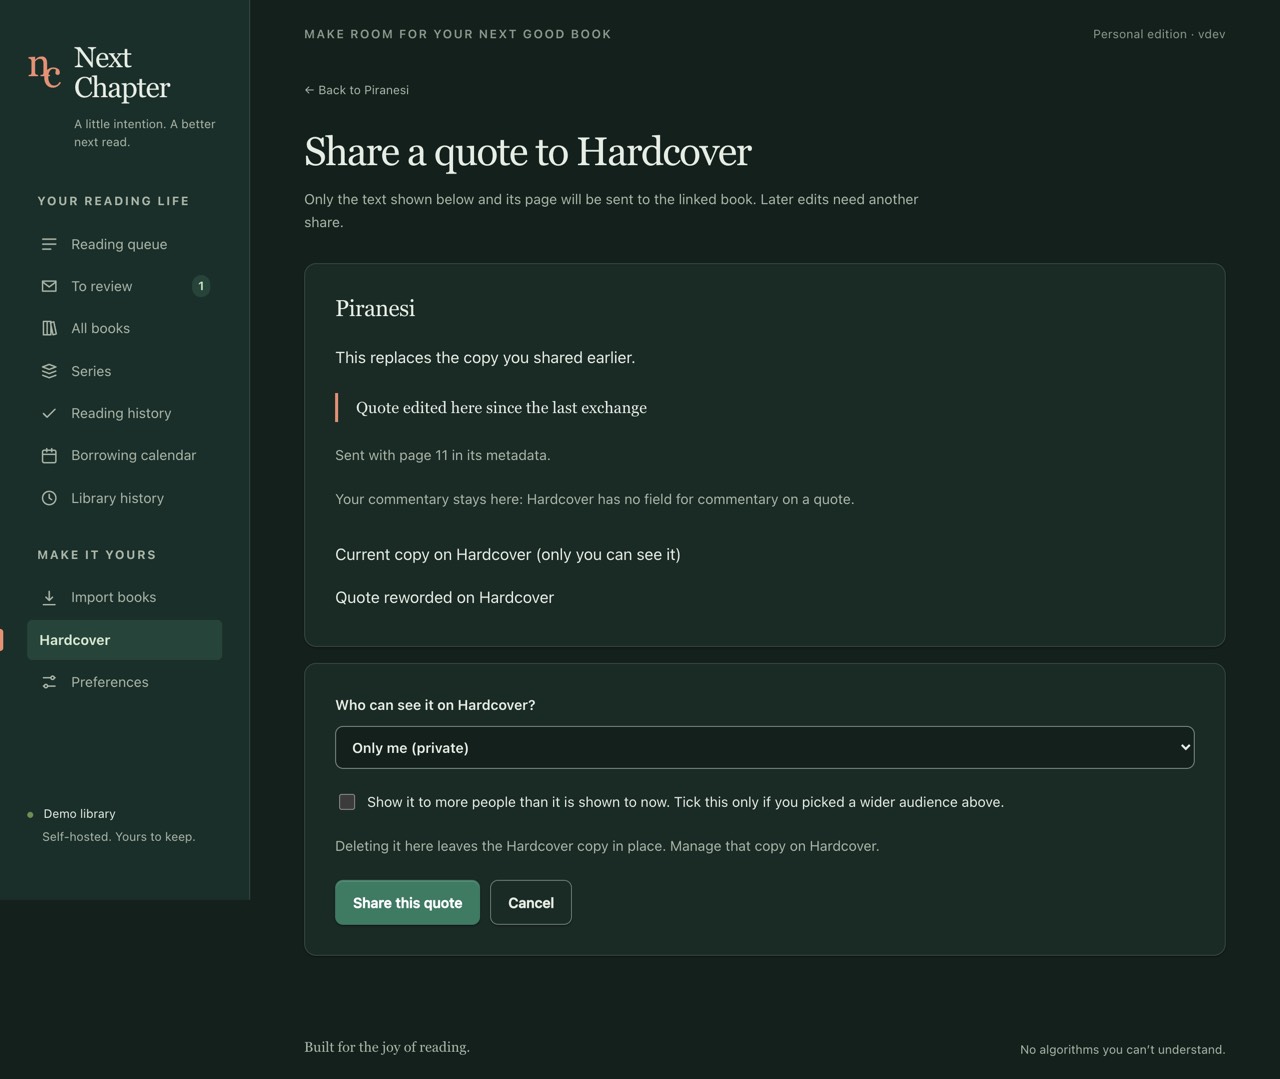 nc
Next
Chapter
A little intention. A better
next read.
YOUR READING LIFE
Reading queue
To review 1
All books
Series
Reading history
Borrowing calendar
Library history
MAKE IT YOURS
Import books
Hardcover
Preferences
Demo library
Self-hosted. Yours to keep.
MAKE ROOM FOR YOUR NEXT GOOD BOOK
Personal edition · vdev
← Back to Piranesi
Share a quote to Hardcover
Only the text shown below and its page will be sent to the linked book. Later edits need another
share.
Piranesi
This replaces the copy you shared earlier.
Quote edited here since the last exchange
Sent with page 11 in its metadata.
Your commentary stays here: Hardcover has no field for commentary on a quote.
Current copy on Hardcover (only you can see it)
Quote reworded on Hardcover
Who can see it on Hardcover?
Only me (private)
Show it to more people than it is shown to now. Tick this only if you picked a wider audience above.
Deleting it here leaves the Hardcover copy in place. Manage that copy on Hardcover.
Share this quote
Cancel
Built for the joy of reading.
No algorithms you can’t understand.